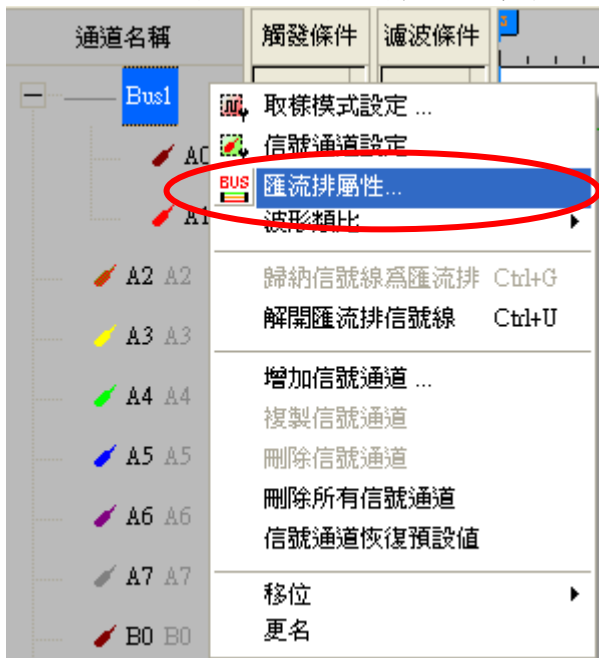 通道名稱 觸發條件 濾波條件
Bus1
取樣模式設定 ...
A0 信號通道設定 ...
BUS 匯流排屬性...
A1 波形類比
A2 A2 歸納信號線爲匯流排 Ctrl+G
解開匯流排信號線 Ctrl+U
A3 A3
增加信號通道 ...
A4 A4 複製信號通道
A5 A5 刪除信號通道
刪除所有信號通道
A6 A6 信號通道恢復預設值
A7 A7 移位
B0 B0 更名